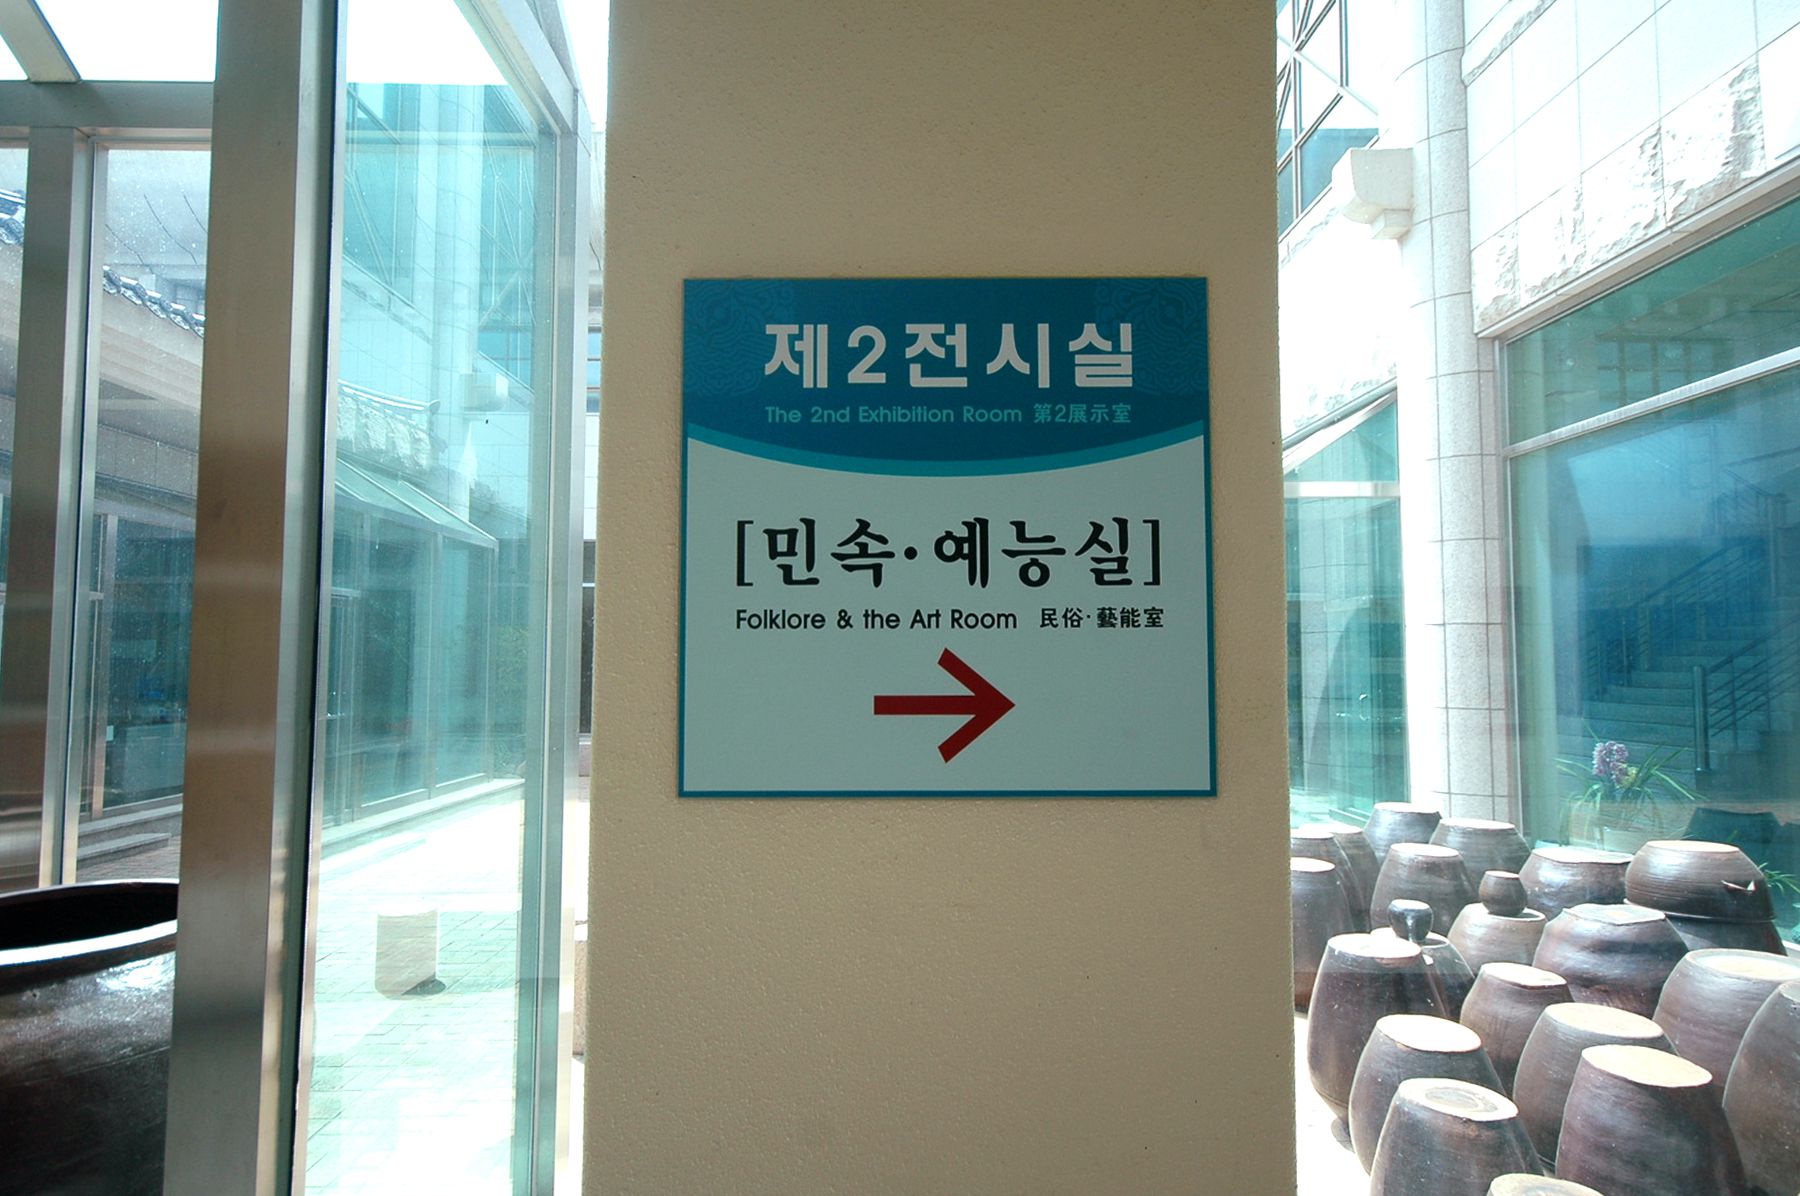 제2전시실
The 2nd Exhibition Room 第2展示室
[민속·예능실]
Folklore & the Art Room 民俗·藝能室